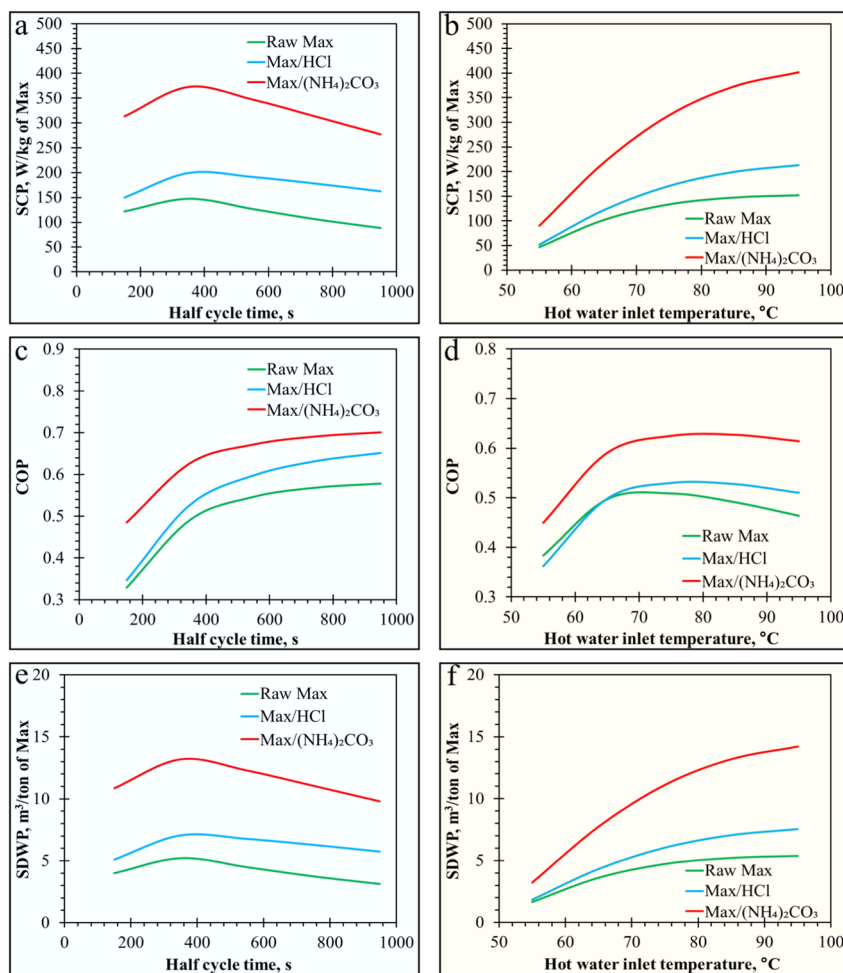 a
500
450
400
350
300
250
200
150
100
50
0
SCP, W/kg of Max
Raw Max
Max/HCl
Max/(NH₄)₂CO₃
0 200 400 600 800 1000
Half cycle time, s
b
500
450
400
350
300
250
200
150
100
50
0
SCP, W/kg of Max
Raw Max
Max/HCl
Max/(NH₄)₂CO₃
50 60 70 80 90 100
Hot water inlet temperature, °C
c
0.9
0.8
0.7
0.6
0.5
0.4
0.3
COP
Raw Max
Max/HCl
Max/(NH₄)₂CO₃
0 200 400 600 800 1000
Half cycle time, s
d
0.8
0.7
0.6
0.5
0.4
0.3
COP
Raw Max
Max/HCl
Max/(NH₄)₂CO₃
50 60 70 80 90 100
Hot water inlet temperature, °C
e
20
15
10
5
0
SDWP, m³/ton of Max
Raw Max
Max/HCl
Max/(NH₄)₂CO₃
0 200 400 600 800 1000
Half cycle time, s
f
20
15
10
5
0
SDWP, m³/ton of Max
Raw Max
Max/HCl
Max/(NH₄)₂CO₃
50 60 70 80 90 100
Hot water inlet temperature, °C